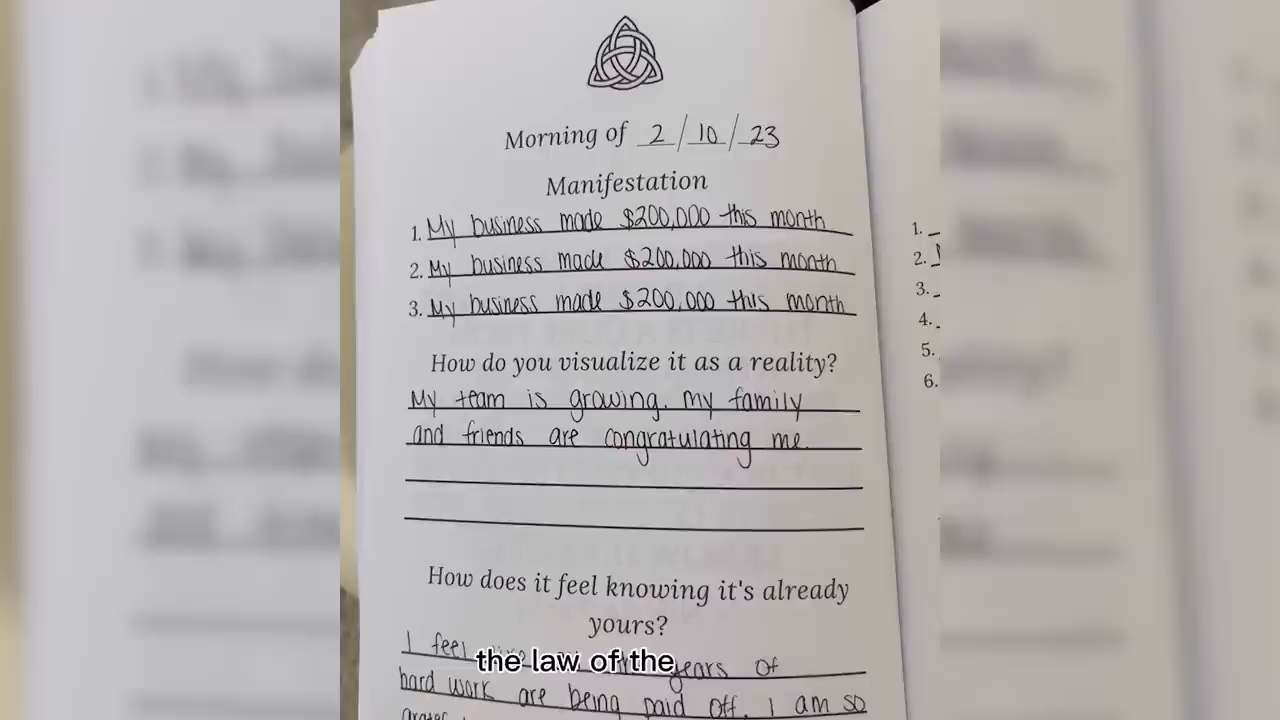 Morning of 2/10/23
Manifestation
1. My business made $200,000 this month
2. My business made $200,000 this month
3. My business made $200,000 this month
How do you visualize it as a reality?
My team is growing. My family
and friends are congratulating me.
How does it feel knowing it's already
yours?
I feel years of
the law of the
hard work are being paid off. I am so
1.
2.
3.
4.
5.
6.